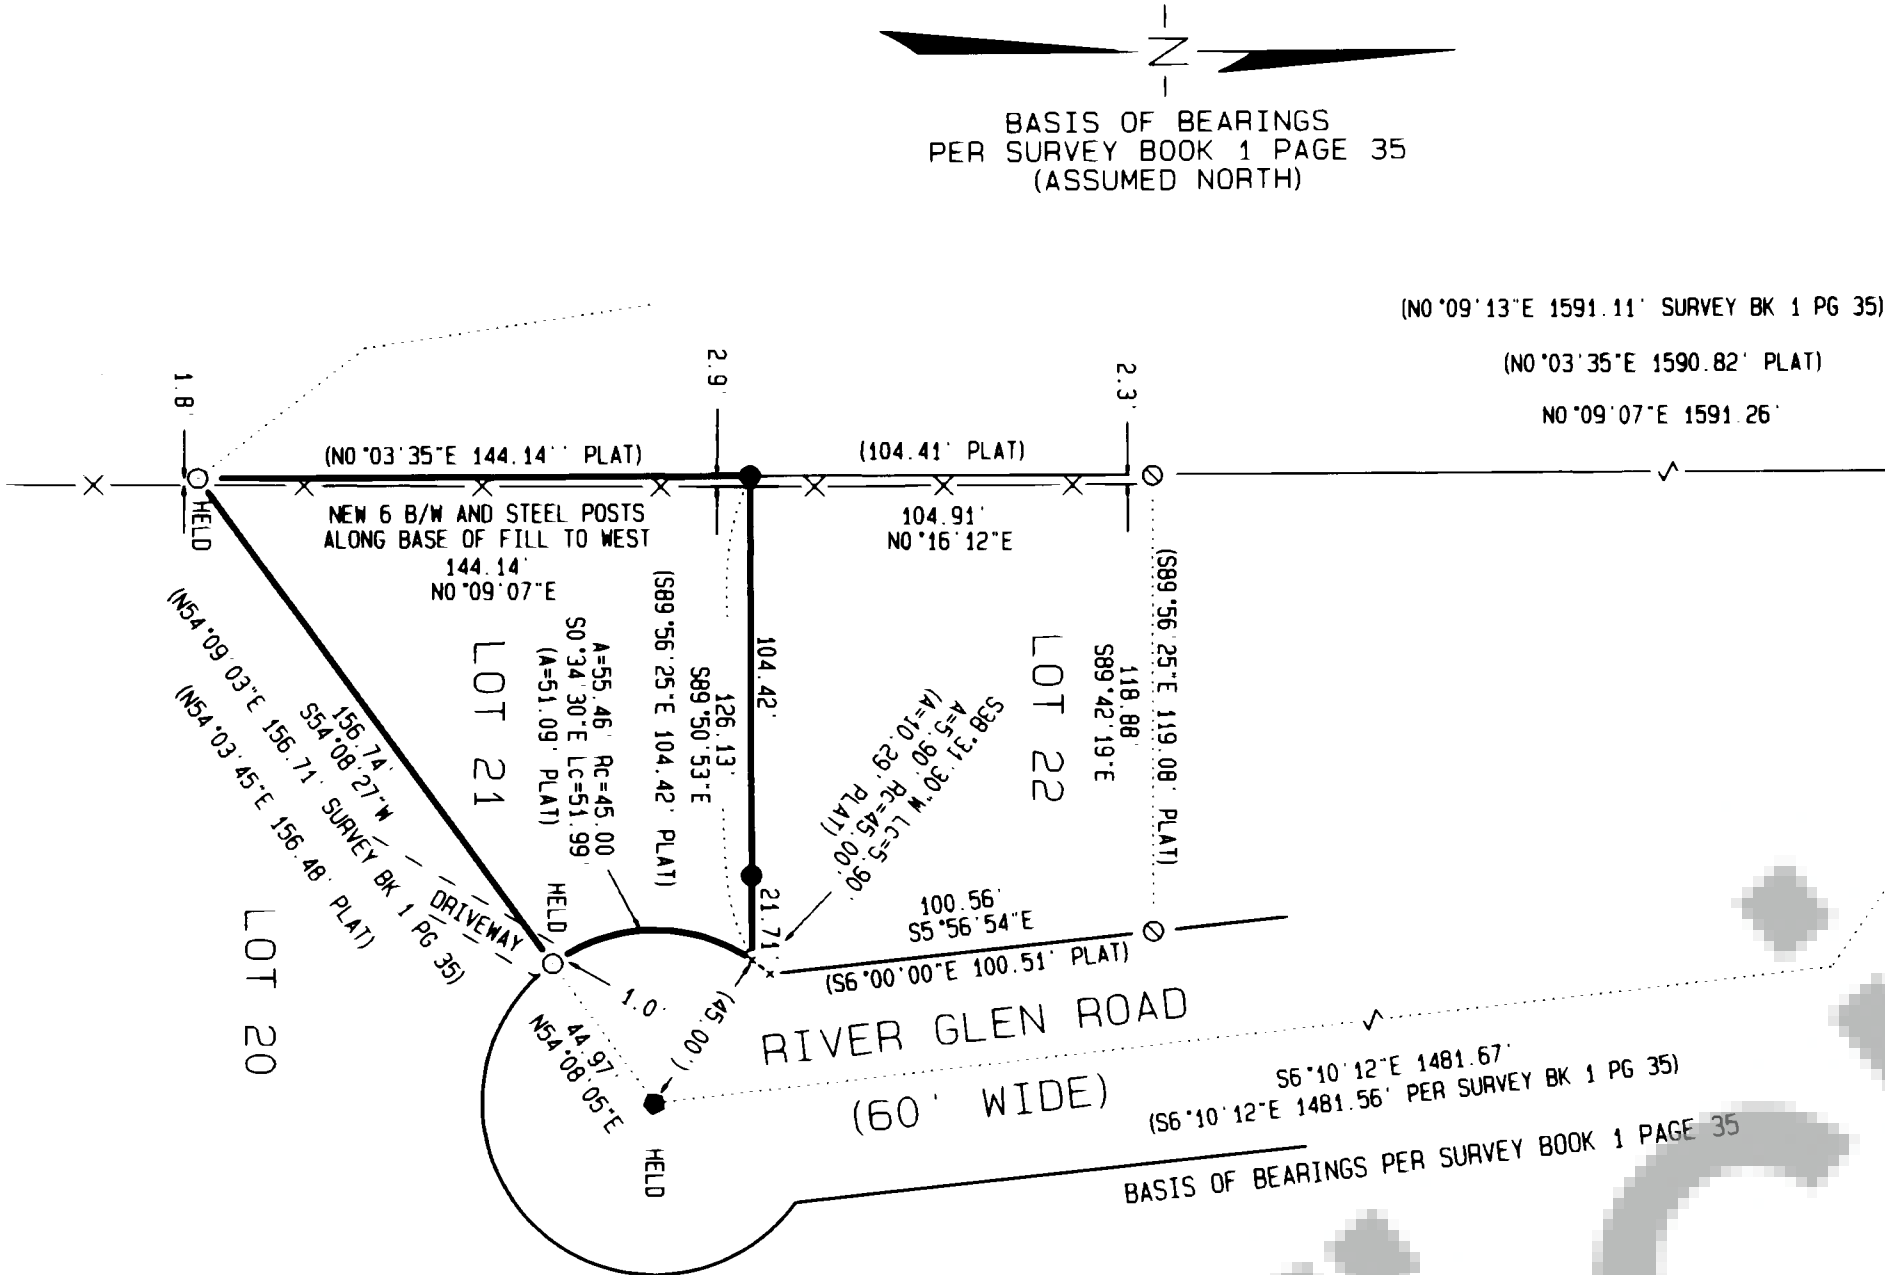 N
BASIS OF BEARINGS
PER SURVEY BOOK 1 PAGE 35
(ASSUMED NORTH)
(N0°09'13"E 1591.11' SURVEY BK 1 PG 35)
(N0°03'35"E 1590.82' PLAT)
N0°09'07"E 1591.26'
1.8'
2.9'
2.3'
(N0°03'35"E 144.14'' PLAT)
(104.41' PLAT)
HELD
NEW 6 B/W AND STEEL POSTS
ALONG BASE OF FILL TO WEST
144.14'
N0°09'07"E
104.91'
N0°16'12"E
(S89°56'25"E 119.08' PLAT)
118.88'
S89°42'19"E
LOT 22
104.42'
126.13'
S89°50'53"E
(S89°56'25"E 104.42' PLAT)
A=55.46' RC=45.00'
S0°34'30"E LC=51.99'
(A=51.09' PLAT)
LOT 21
156.74'
S54°08'27"W
(N54°09'03"E 156.71' SURVEY BK 1 PG 35)
(N54°03'45"E 156.48' PLAT)
S38°31'30"W LC=5.90'
A=5.90' RC=45.00'
(A=10.29' PLAT)
21.71'
DRIVEWAY
HELD
LOT 20
100.56'
S5°56'54"E
(S6°00'00"E 100.51' PLAT)
1.0'
(45.00')
44.97'
N54°08'05"E
HELD
RIVER GLEN ROAD
(60' WIDE)
S6°10'12"E 1481.67'
(S6°10'12"E 1481.56' PER SURVEY BK 1 PG 35)
BASIS OF BEARINGS PER SURVEY BOOK 1 PAGE 35